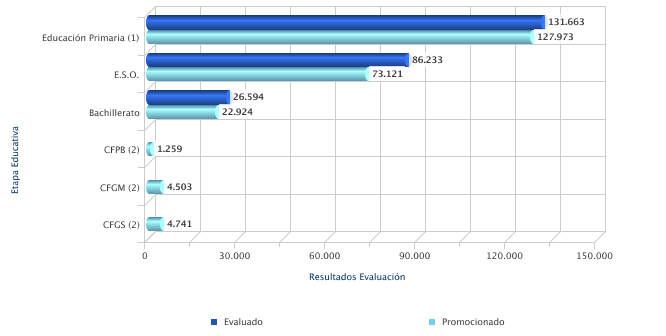 Etapa Educativa
Educación Primaria (1)
131.663
127.973
E.S.O.
86.233
73.121
Bachillerato
26.594
22.924
CFPB (2)
1.259
CFGM (2)
4.503
CFGS (2)
4.741
0 30.000 60.000 90.000 120.000 150.000
Resultados Evaluación
Evaluado Promocionado